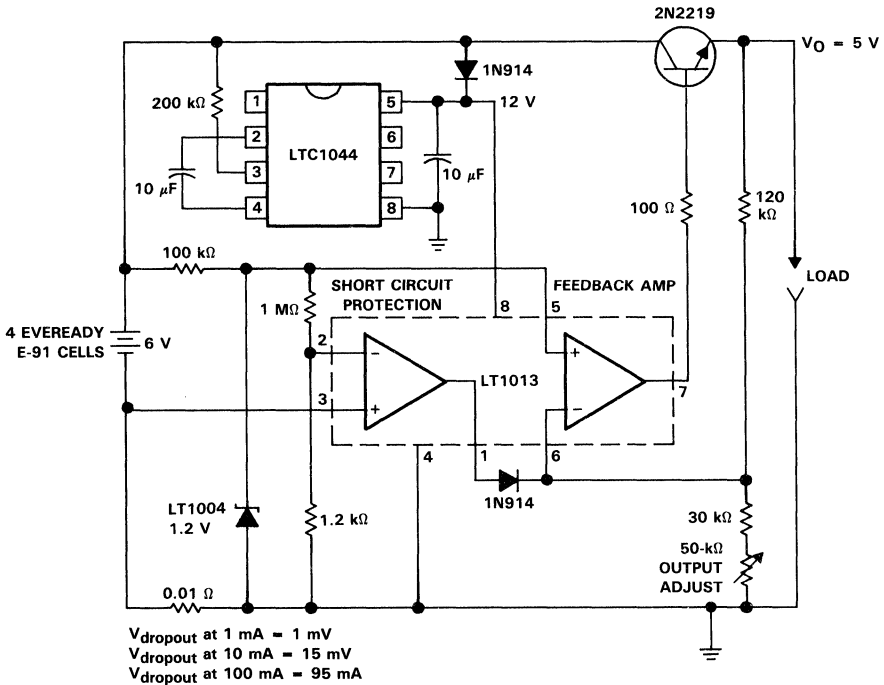 2N2219
V_O = 5 V
1N914
12 V
200 kΩ
1
2
3
4
LTC1044
5
6
7
8
10 μF
10 μF
100 Ω
120
kΩ
100 kΩ
LOAD
SHORT CIRCUIT
PROTECTION
FEEDBACK AMP
1 MΩ
8
5
4 EVEREADY
E-91 CELLS
6 V
2
−
+
LT1013
3
+
−
7
4
1
6
1N914
LT1004
1.2 V
1.2 kΩ
30 kΩ
50-kΩ
OUTPUT
ADJUST
0.01 Ω
Vdropout at 1 mA = 1 mV
Vdropout at 10 mA = 15 mV
Vdropout at 100 mA = 95 mA